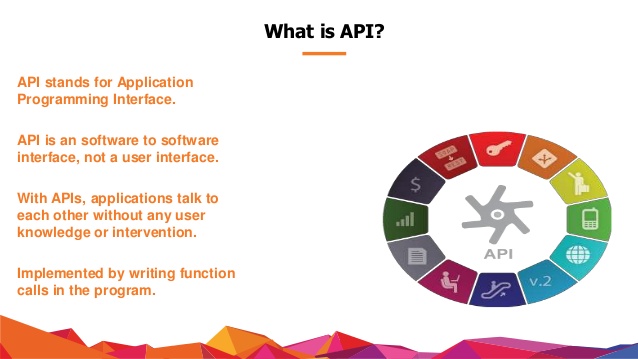 What is API?
API stands for Application
Programming Interface.
API is an software to software
interface, not a user interface.
With APIs, applications talk to
each other without any user
knowledge or intervention.
Implemented by writing function
calls in the program.
SOAP
REST
$
API
v.2